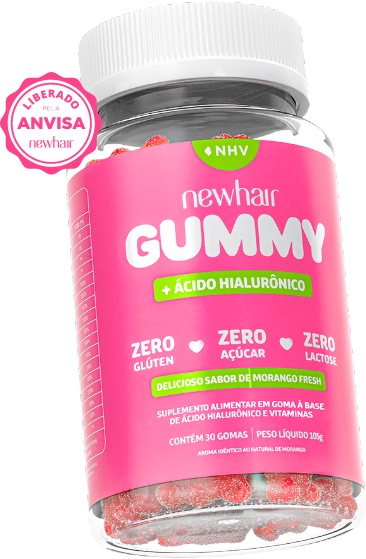 LIBERADO
PELA
ANVISA
newhair
NHV
newhair
GUMMY
+ ÁCIDO HIALURÔNICO
ZERO GLÚTEN
ZERO AÇÚCAR
ZERO LACTOSE
DELICIOSO SABOR DE MORANGO FRESH
SUPLEMENTO ALIMENTAR EM GOMA À BASE
DE ÁCIDO HIALURÔNICO E VITAMINAS
CONTÉM 30 GOMAS | PESO LÍQUIDO 105g
AROMA IDÊNTICO AO NATURAL DE MORANGO